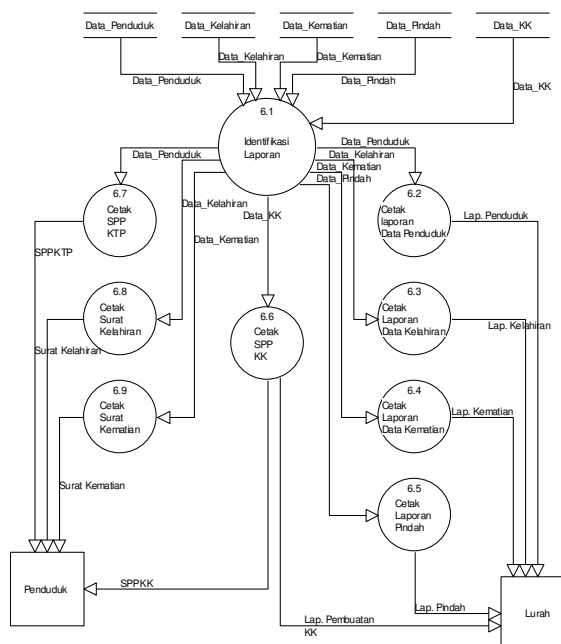 Data_Penduduk
Data_Kelahiran
Data_Kematian
Data_Pindah
Data_KK
Data_Kelahiran
Data_Kematian
Data_Penduduk
Data_Pindah
Data_KK
6.1
Identifikasi
Laporan
Data_Penduduk
Data_Penduduk
Data_Kelahiran
Data_Kematian
Data_Pindah
6.7
Cetak
SPP
KTP
Data_Kelahiran
Data_KK
Data_Kematian
6.2
Cetak
laporan
Data Penduduk
Lap. Penduduk
SPPKTP
6.8
Cetak
Surat
Kelahiran
6.3
Cetak
Laporan
Data Kelahiran
Lap. Kelahiran
6.6
Cetak
SPP
KK
Surat Kelahiran
6.9
Cetak
Surat
Kematian
6.4
Cetak
Laporan
Data Kematian
Lap. Kematian
Surat Kematian
6.5
Cetak
Laporan
Pindah
Penduduk
SPPKK
Lap. Pindah
Lap. Pembuatan
KK
Lurah